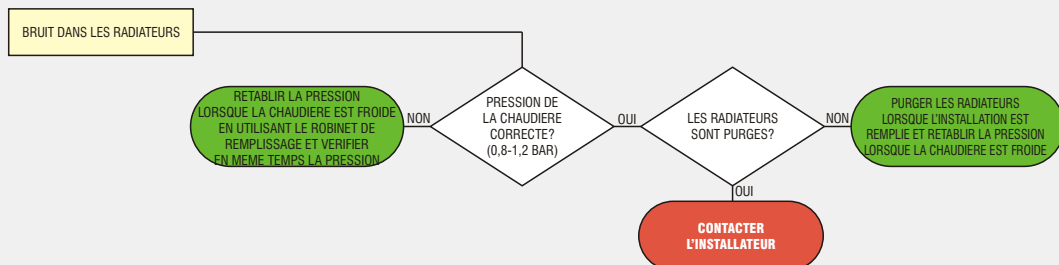 BRUIT DANS LES RADIATEURS
RETABLIR LA PRESSION
LORSQUE LA CHAUDIERE EST FROIDE
EN UTILISANT LE ROBINET DE
REMPLISSAGE ET VERIFIER
EN MEME TEMPS LA PRESSION
NON
PRESSION DE
LA CHAUDIERE
CORRECTE?
(0,8-1,2 BAR)
OUI
LES RADIATEURS
SONT PURGES?
NON
PURGER LES RADIATEURS
LORSQUE L'INSTALLATION EST
REMPLIE ET RETABLIR LA PRESSION
LORSQUE LA CHAUDIERE EST FROIDE
OUI
CONTACTER
L'INSTALLATEUR